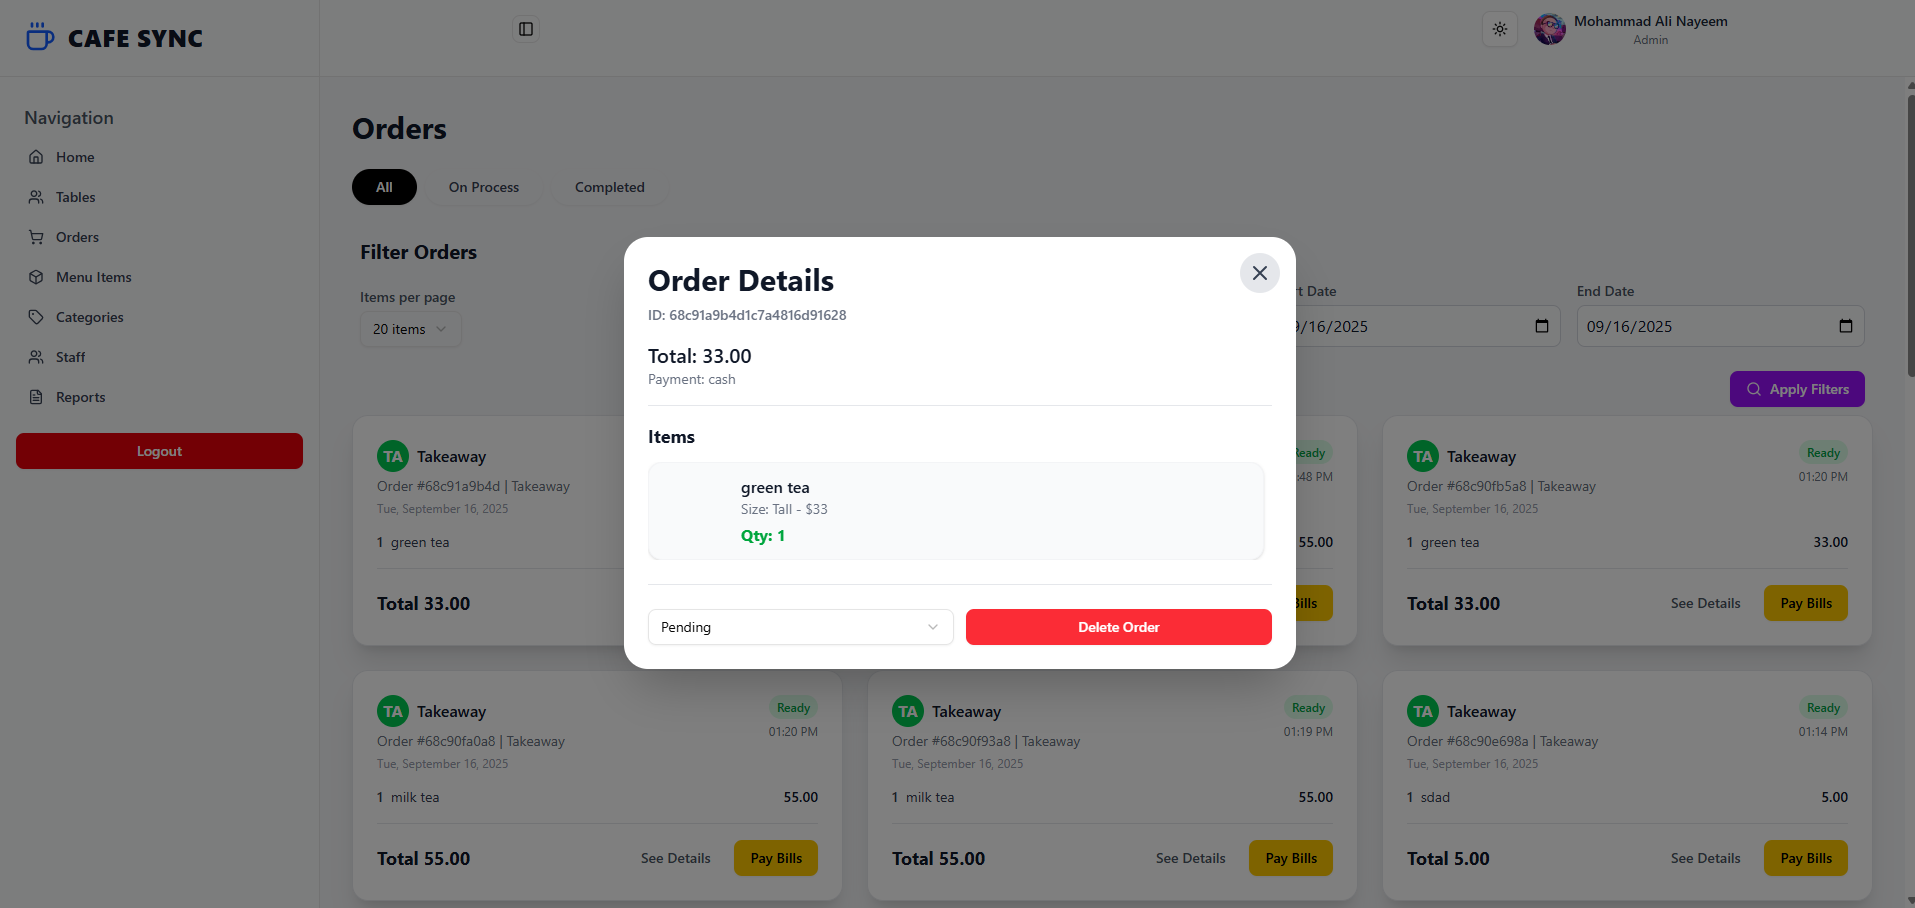 CAFE SYNC
Mohammad Ali Nayeem
Admin
Navigation
Home
Tables
Orders
Menu Items
Categories
Staff
Reports
Logout
Orders
All
On Process
Completed
Filter Orders
Items per page
20 items
rt Date
9/16/2025
End Date
09/16/2025
Apply Filters
Order Details
ID: 68c91a9b4d1c7a4816d91628
Total: 33.00
Payment: cash
Items
green tea
Size: Tall - $33
Qty: 1
Pending
Delete Order
TA
Takeaway
Order #68c91a9b4d | Takeaway
Tue, September 16, 2025
1 green tea
Total 33.00
Ready
:48 PM
55.00
Bills
TA
Takeaway
Ready
Order #68c90fb5a8 | Takeaway
01:20 PM
Tue, September 16, 2025
1 green tea
33.00
Total 33.00
See Details
Pay Bills
TA
Takeaway
Ready
Order #68c90fa0a8 | Takeaway
01:20 PM
Tue, September 16, 2025
1 milk tea
55.00
Total 55.00
See Details
Pay Bills
TA
Takeaway
Ready
Order #68c90f93a8 | Takeaway
01:19 PM
Tue, September 16, 2025
1 milk tea
55.00
Total 55.00
See Details
Pay Bills
TA
Takeaway
Ready
Order #68c90e698a | Takeaway
01:14 PM
Tue, September 16, 2025
1 sdad
5.00
Total 5.00
See Details
Pay Bills